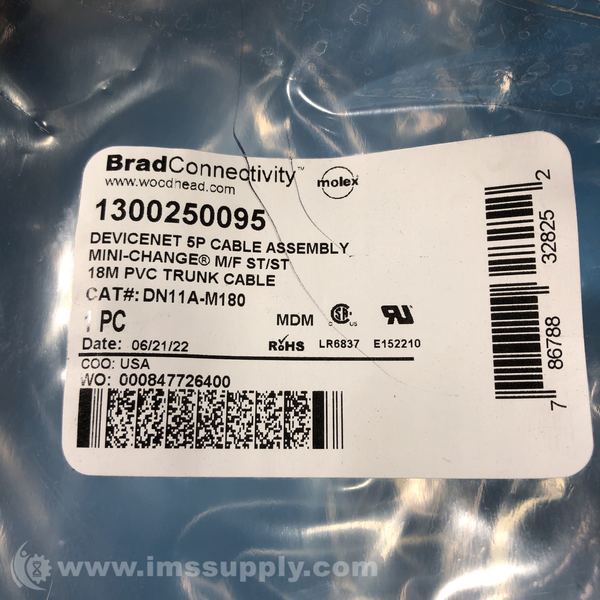 BradConnectivity™
molex
www.woodhead.com
1300250095
DEVICENET 5P CABLE ASSEMBLY
MINI-CHANGE® M/F ST/ST
18M PVC TRUNK CABLE
CAT#: DN11A-M180
1 PC
MDM
Date: 06/21/22
RoHS LR6837 E152210
COO: USA
WO: 000847726400
7 86788 32825 2
www.imssupply.com